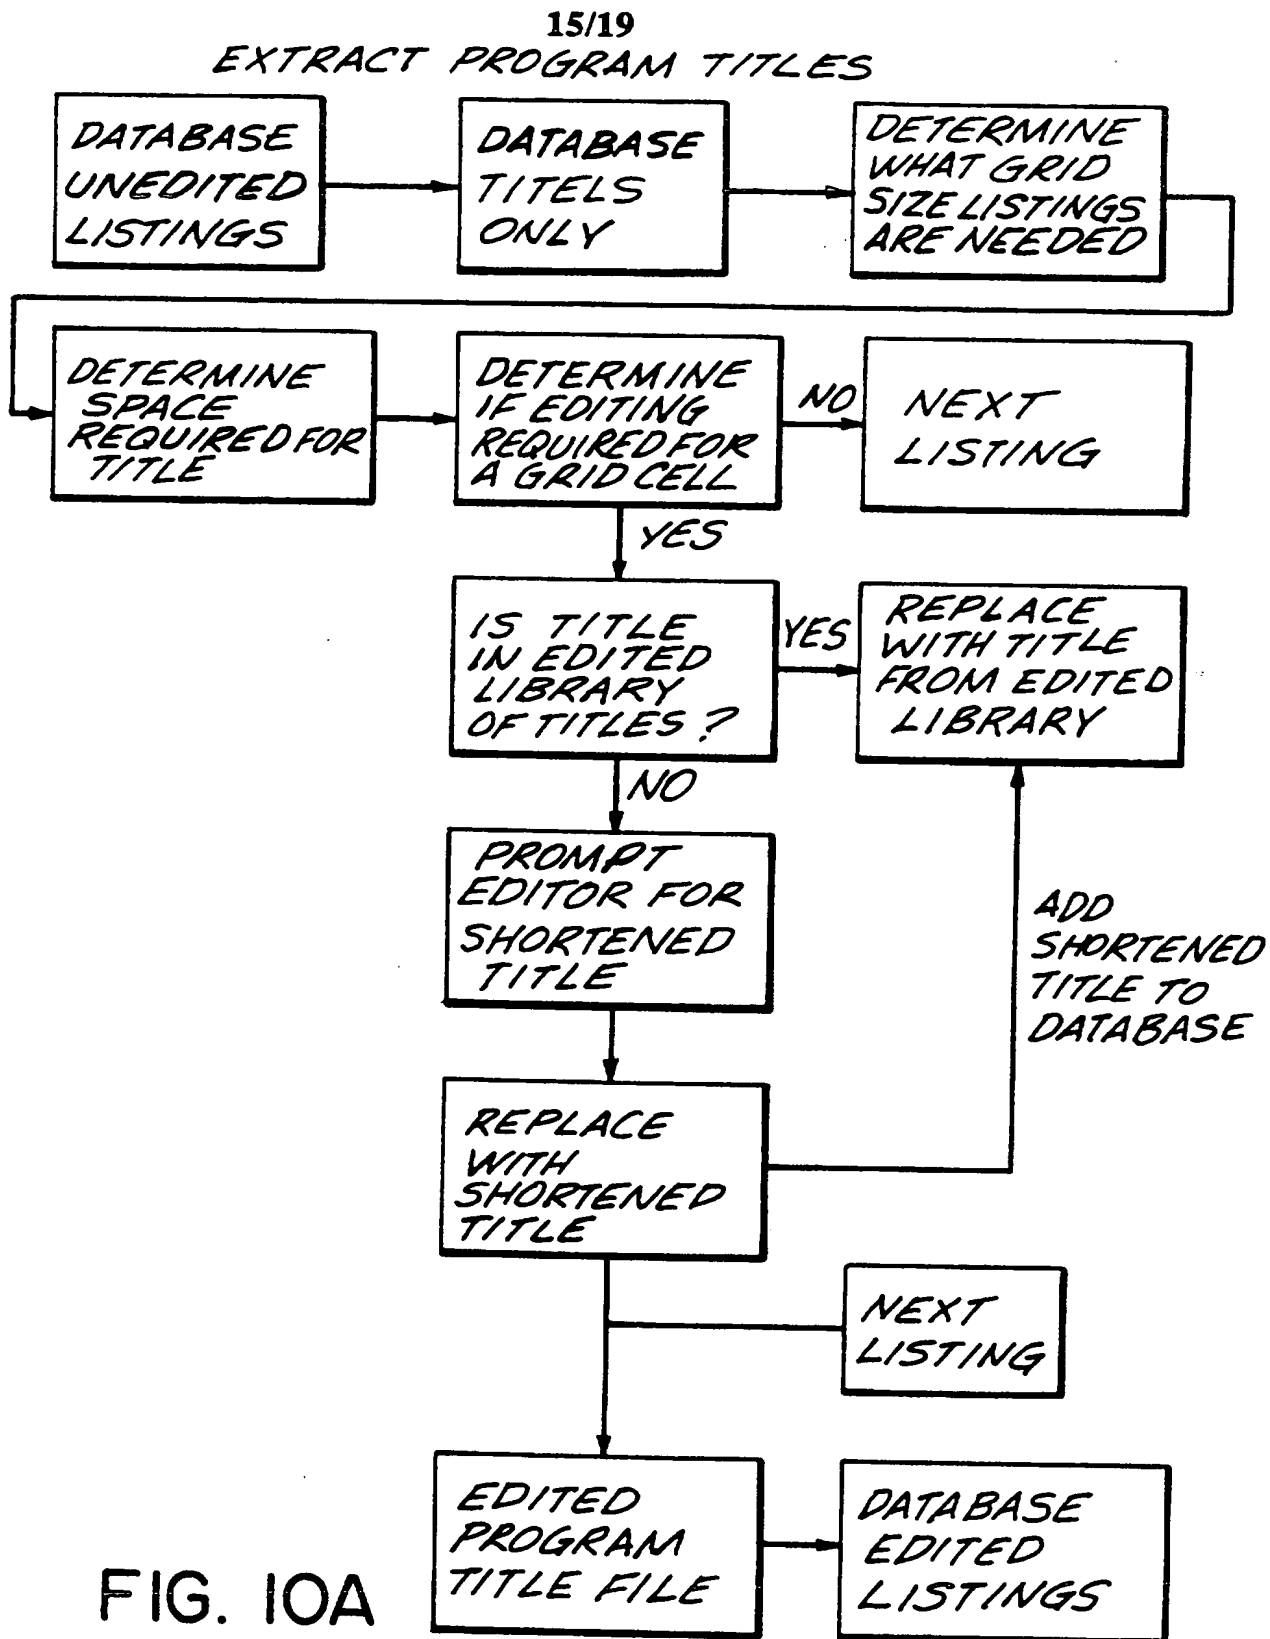 15/19
EXTRACT PROGRAM TITLES
DATABASE
UNEDITED
LISTINGS
DATABASE
TITELS
ONLY
DETERMINE
WHAT GRID
SIZE LISTINGS
ARE NEEDED
DETERMINE
SPACE
REQUIRED FOR
TITLE
DETERMINE
IF EDITING
REQUIRED FOR
A GRID CELL
NO
NEXT
LISTING
YES
IS TITLE
IN EDITED
LIBRARY
OF TITLES?
YES
REPLACE
WITH TITLE
FROM EDITED
LIBRARY
NO
PROMPT
EDITOR FOR
SHORTENED
TITLE
ADD
SHORTENED
TITLE TO
DATABASE
REPLACE
WITH
SHORTENED
TITLE
NEXT
LISTING
EDITED
PROGRAM
TITLE FILE
DATABASE
EDITED
LISTINGS
FIG. 10A